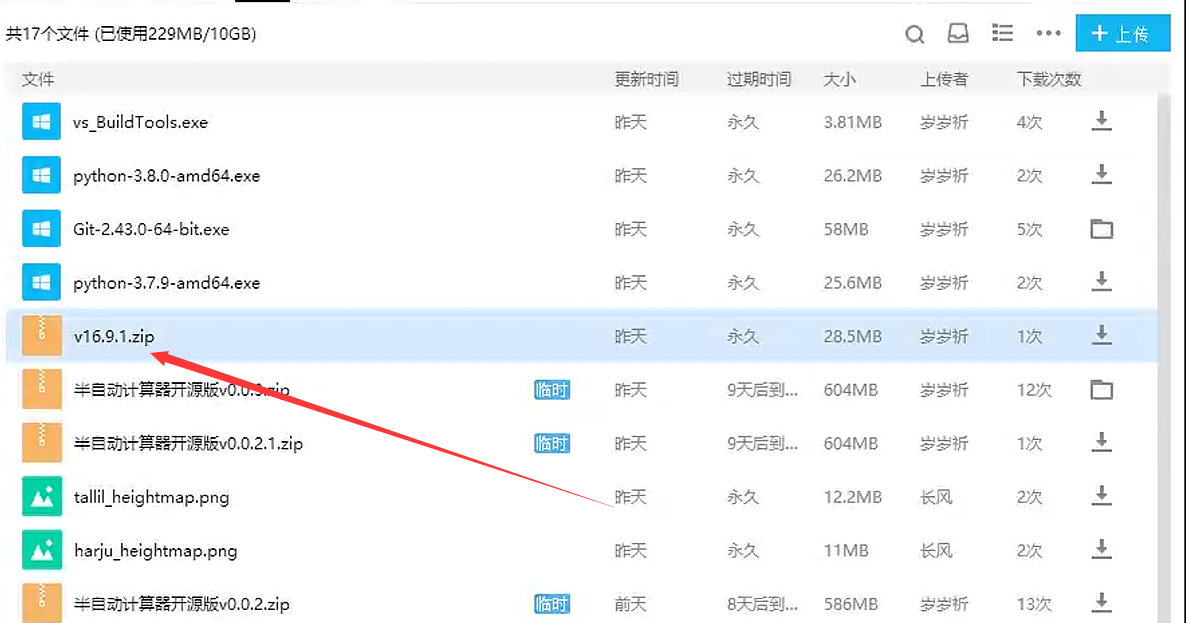 共17个文件 (已使用229MB/10GB)
上传
文件 更新时间 过期时间 大小 上传者 下载次数
vs_BuildTools.exe 昨天 永久 3.81MB 岁岁祈 4次
python-3.8.0-amd64.exe 昨天 永久 26.2MB 岁岁祈 2次
Git-2.43.0-64-bit.exe 昨天 永久 58MB 岁岁祈 5次
python-3.7.9-amd64.exe 昨天 永久 25.6MB 岁岁祈 2次
v16.9.1.zip 昨天 永久 28.5MB 岁岁祈 1次
半自动计算器开源版v0.0.3.zip 临时 昨天 9天后到... 604MB 岁岁祈 12次
半自动计算器开源版v0.0.2.1.zip 临时 昨天 9天后到... 604MB 岁岁祈 1次
tallil_heightmap.png 昨天 永久 12.2MB 长风 2次
harju_heightmap.png 昨天 永久 11MB 长风 2次
半自动计算器开源版v0.0.2.zip 临时 前天 8天后到... 586MB 岁岁祈 13次